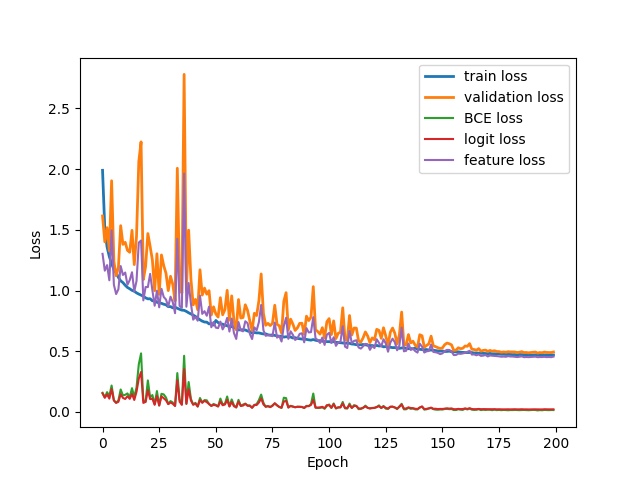 train loss
validation loss
BCE loss
logit loss
feature loss
2.5
2.0
1.5
1.0
0.5
0.0
Loss
0 25 50 75 100 125 150 175 200
Epoch